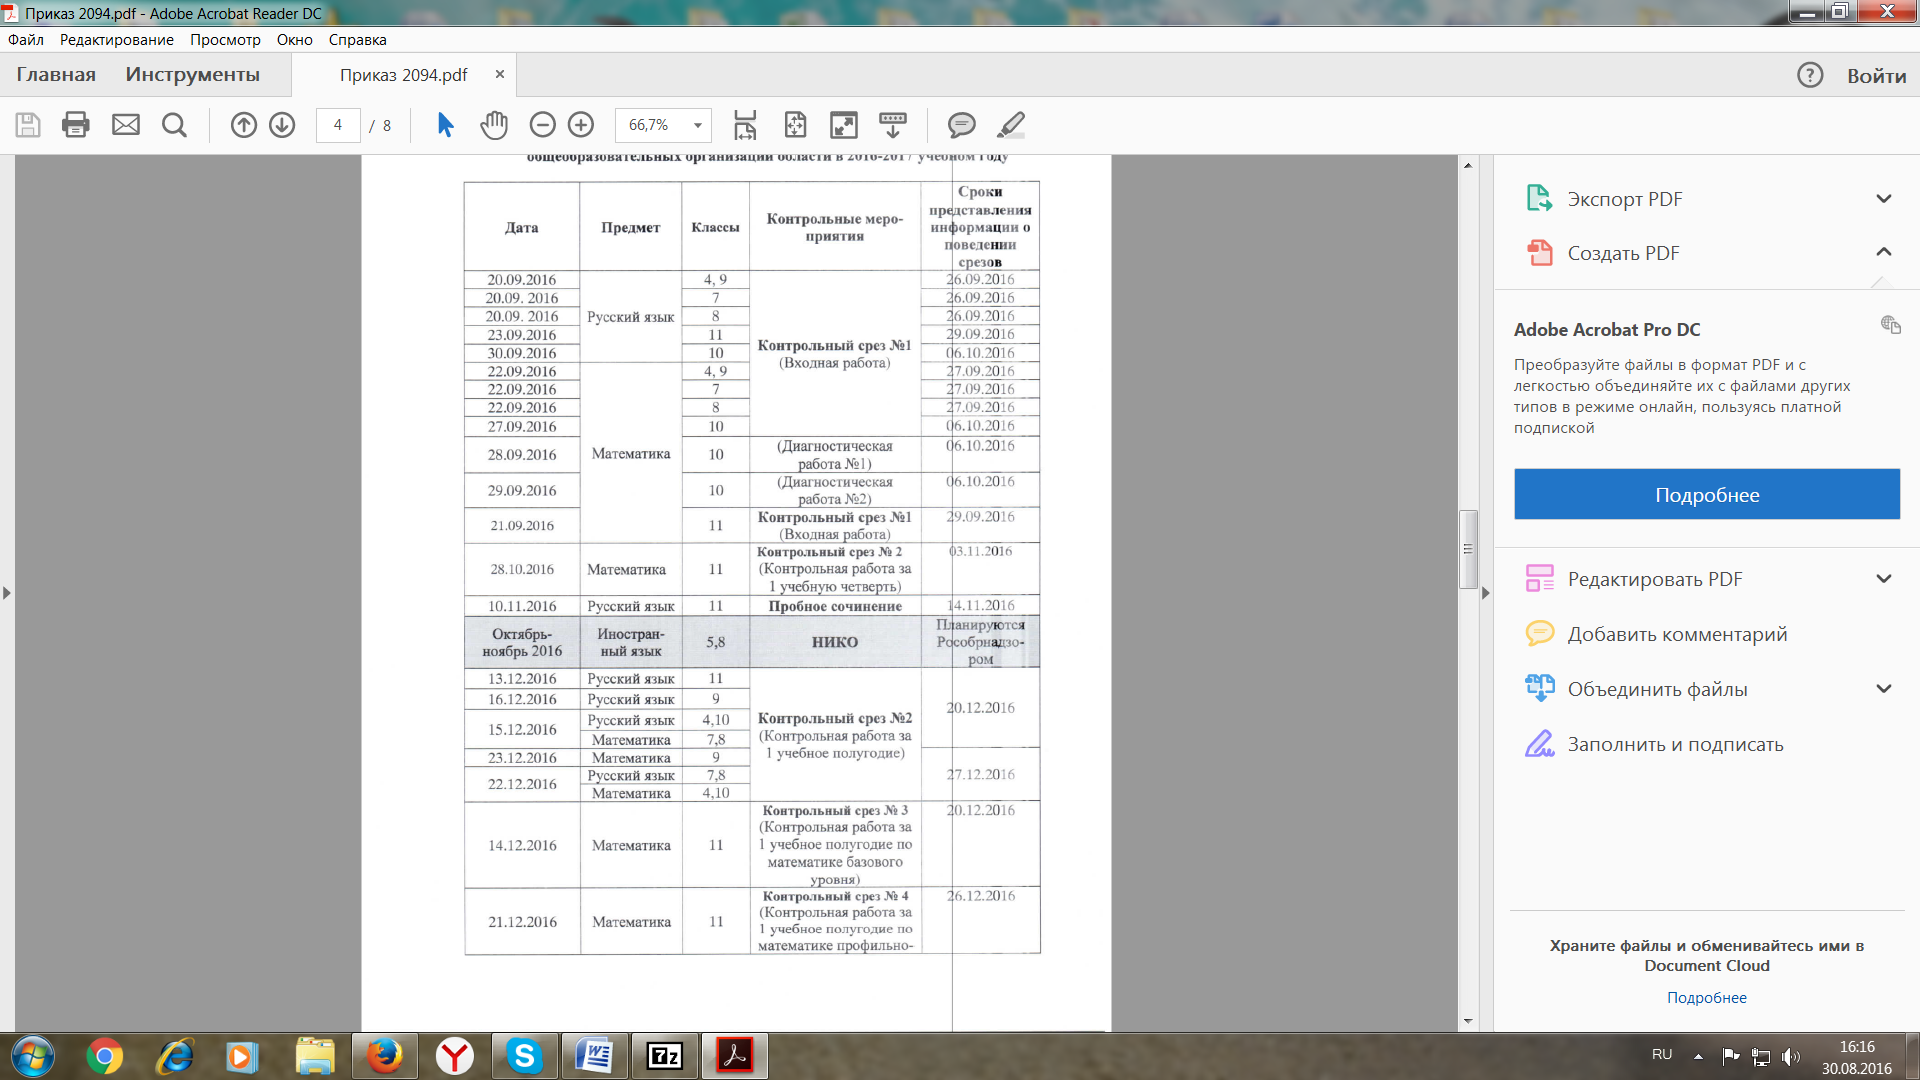 Приказ 2094.pdf - Adobe Acrobat Reader DC
Файл Редактирование Просмотр Окно Справка
Главная Инструменты Приказ 2094.pdf × ? Войти
4 / 8 66,7%
общеобразовательных организаций области в 2016-2017 учебном году
Дата Предмет Классы Контрольные меро-
приятия
Сроки
представления
информации о
поведении
срезов
20.09.2016 4, 9 26.09.2016
20.09. 2016 7 26.09.2016
20.09. 2016 Русский язык 8 26.09.2016
23.09.2016 11 29.09.2016
30.09.2016 10 06.10.2016
Контрольный срез №1
(Входная работа)
22.09.2016 4, 9 27.09.2016
22.09.2016 7 27.09.2016
22.09.2016 8 27.09.2016
27.09.2016 10 06.10.2016
28.09.2016 Математика 10 (Диагностическая
работа №1)
06.10.2016
29.09.2016 10 (Диагностическая
работа №2)
06.10.2016
21.09.2016 11 Контрольный срез №1
(Входная работа)
29.09.2016
28.10.2016 Математика 11 Контрольный срез № 2
(Контрольная работа за
1 учебную четверть)
03.11.2016
10.11.2016 Русский язык 11 Пробное сочинение 14.11.2016
Октябрь-
ноябрь 2016
Иностран-
ный язык
5,8 НИКО Планируются
Рособрнадзо-
ром
13.12.2016 Русский язык 11
16.12.2016 Русский язык 9
15.12.2016 Русский язык 4,10
Математика 7,8
20.12.2016
Контрольный срез №2
(Контрольная работа за
1 учебное полугодие)
23.12.2016 Математика 9
22.12.2016 Русский язык 7,8
Математика 4,10
27.12.2016
14.12.2016 Математика 11 Контрольный срез № 3
(Контрольная работа за
1 учебное полугодие по
математике базового
уровня)
20.12.2016
21.12.2016 Математика 11 Контрольный срез № 4
(Контрольная работа за
1 учебное полугодие по
математике профильно-
26.12.2016
Экспорт PDF
Создать PDF
Adobe Acrobat Pro DC
Преобразуйте файлы в формат PDF и с
легкостью объединяйте их с файлами других
типов в режиме онлайн, пользуясь платной
подпиской
Подробнее
Редактировать PDF
Добавить комментарий
Объединить файлы
Заполнить и подписать
Храните файлы и обменивайтесь ими в
Document Cloud
Подробнее
7z
RU
16:16
30.08.2016